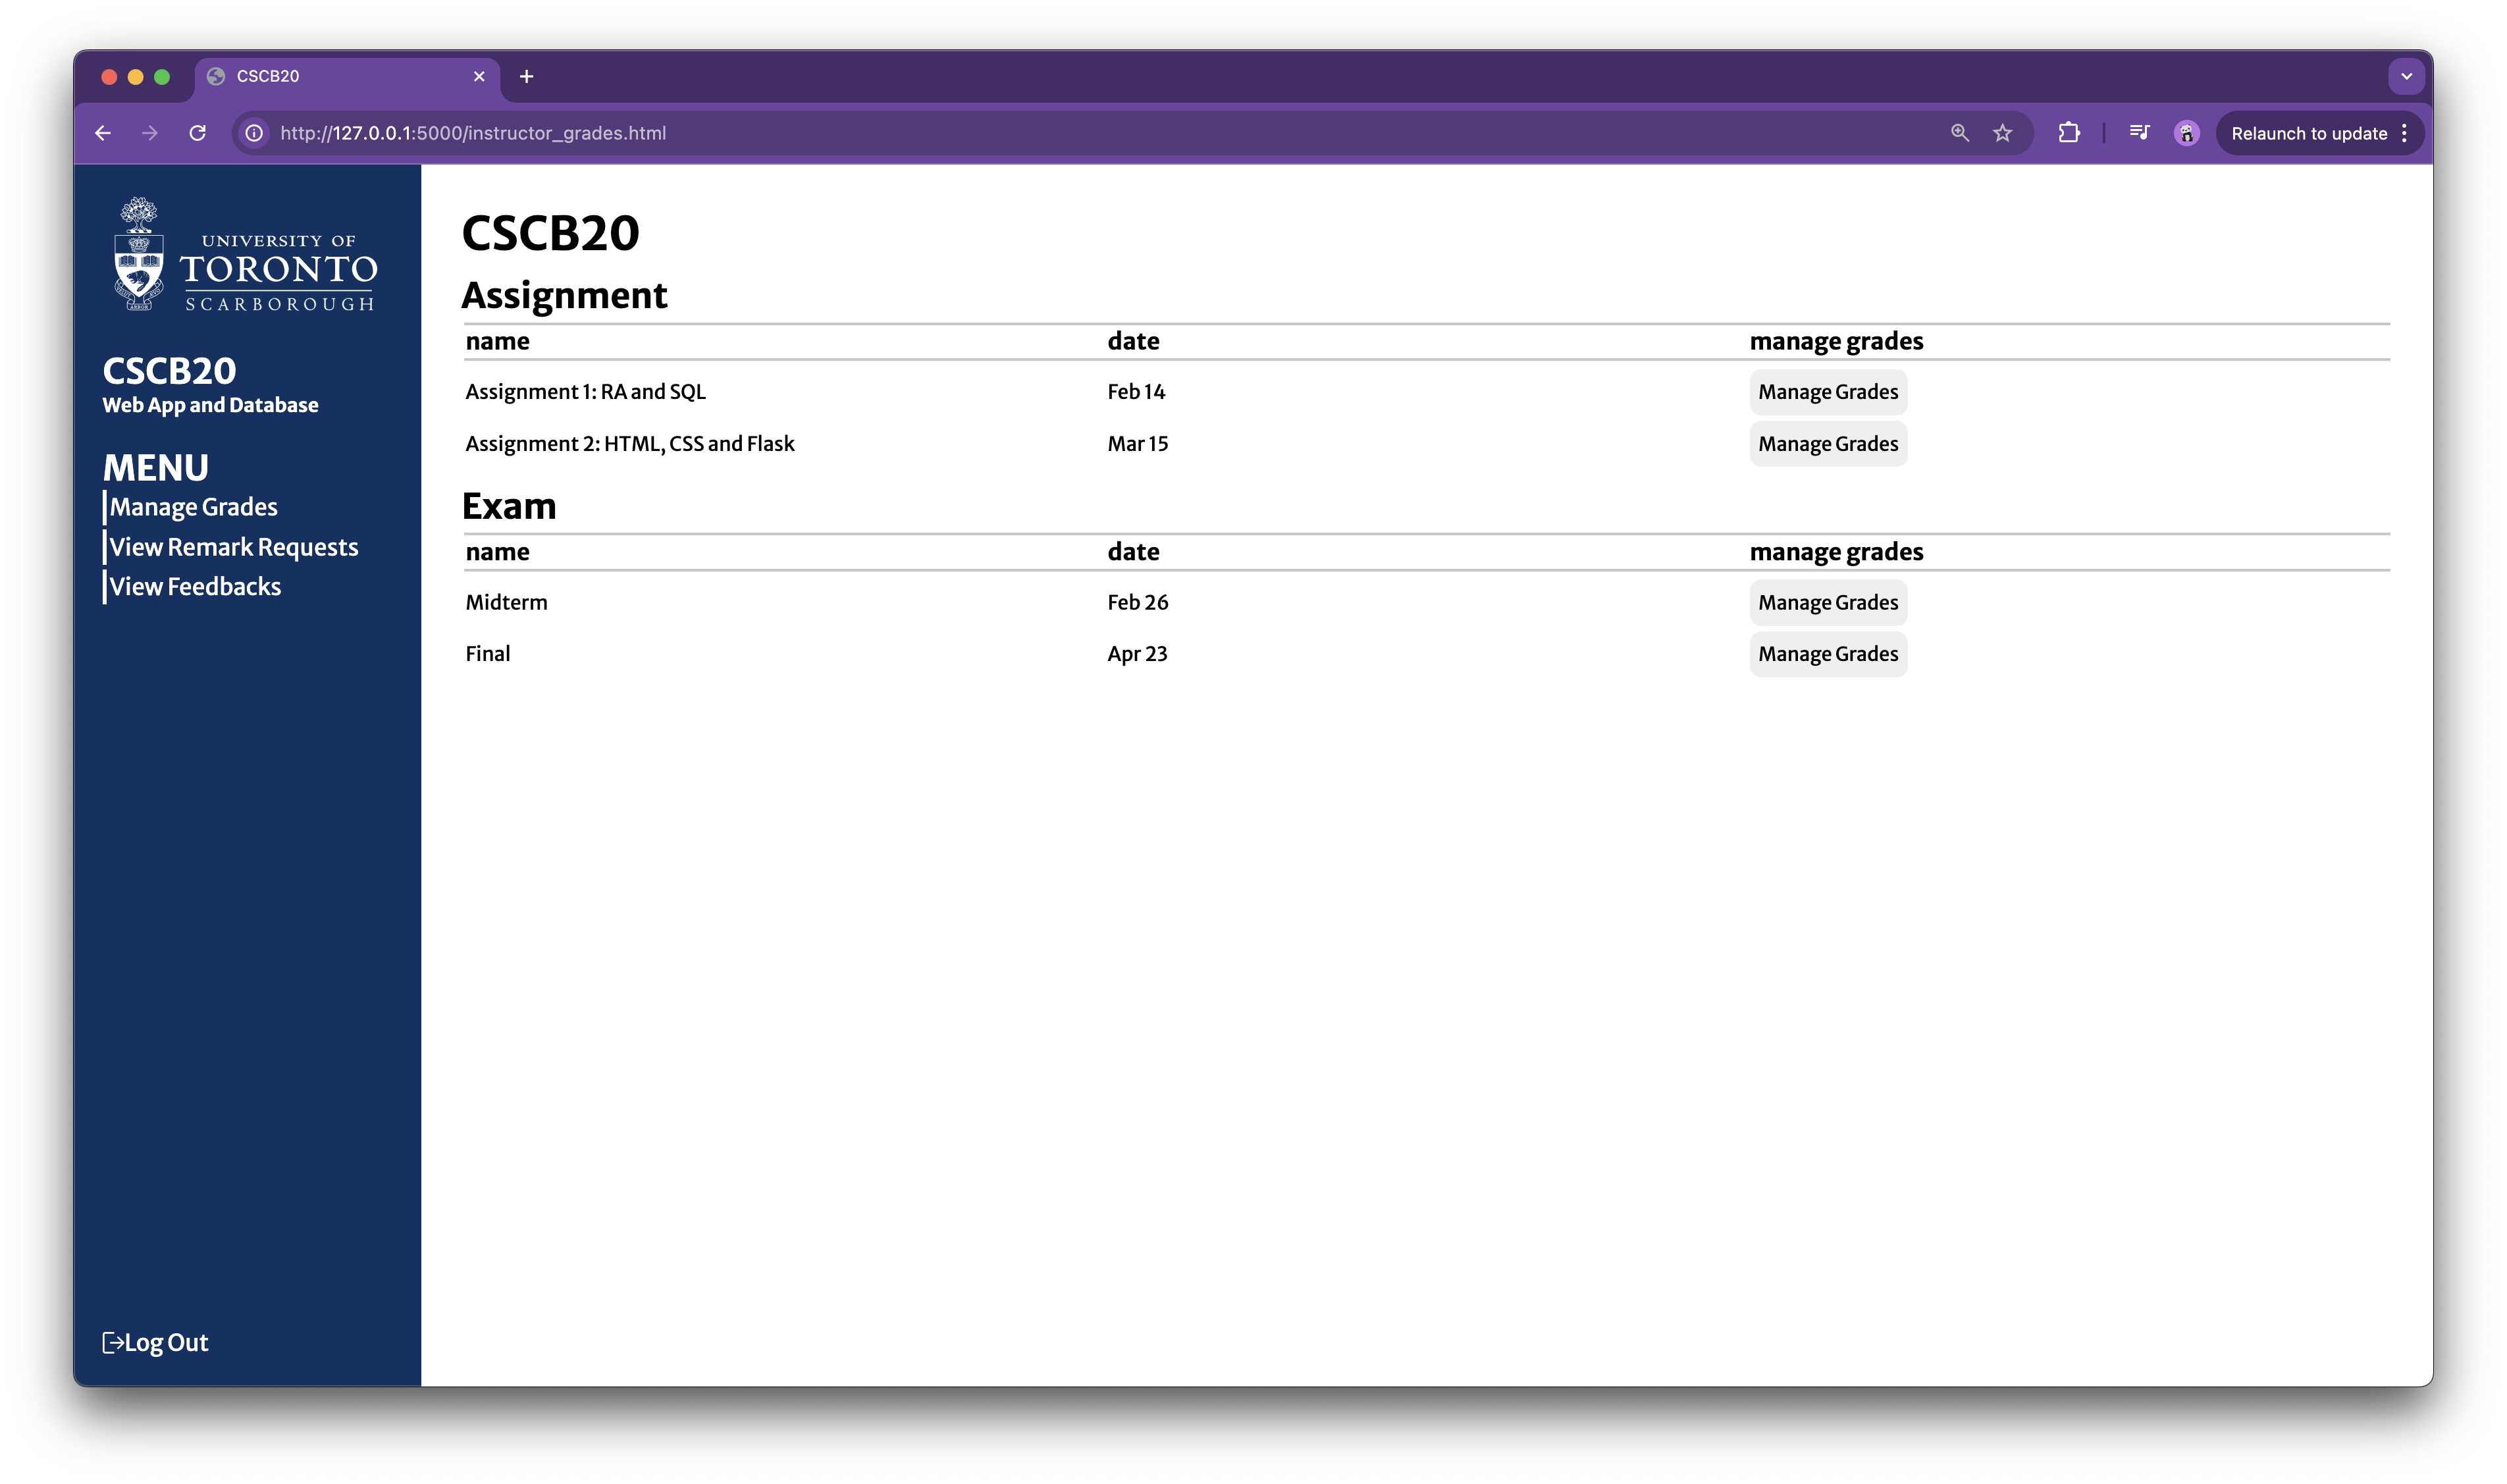 CSCB20
http://127.0.0.1:5000/instructor_grades.html
Relaunch to update
UNIVERSITY OF
TORONTO
SCARBOROUGH
CSCB20
Web App and Database
MENU
Manage Grades
View Remark Requests
View Feedbacks
Log Out
CSCB20
Assignment
name date manage grades
Assignment 1: RA and SQL Feb 14 Manage Grades
Assignment 2: HTML, CSS and Flask Mar 15 Manage Grades
Exam
name date manage grades
Midterm Feb 26 Manage Grades
Final Apr 23 Manage Grades